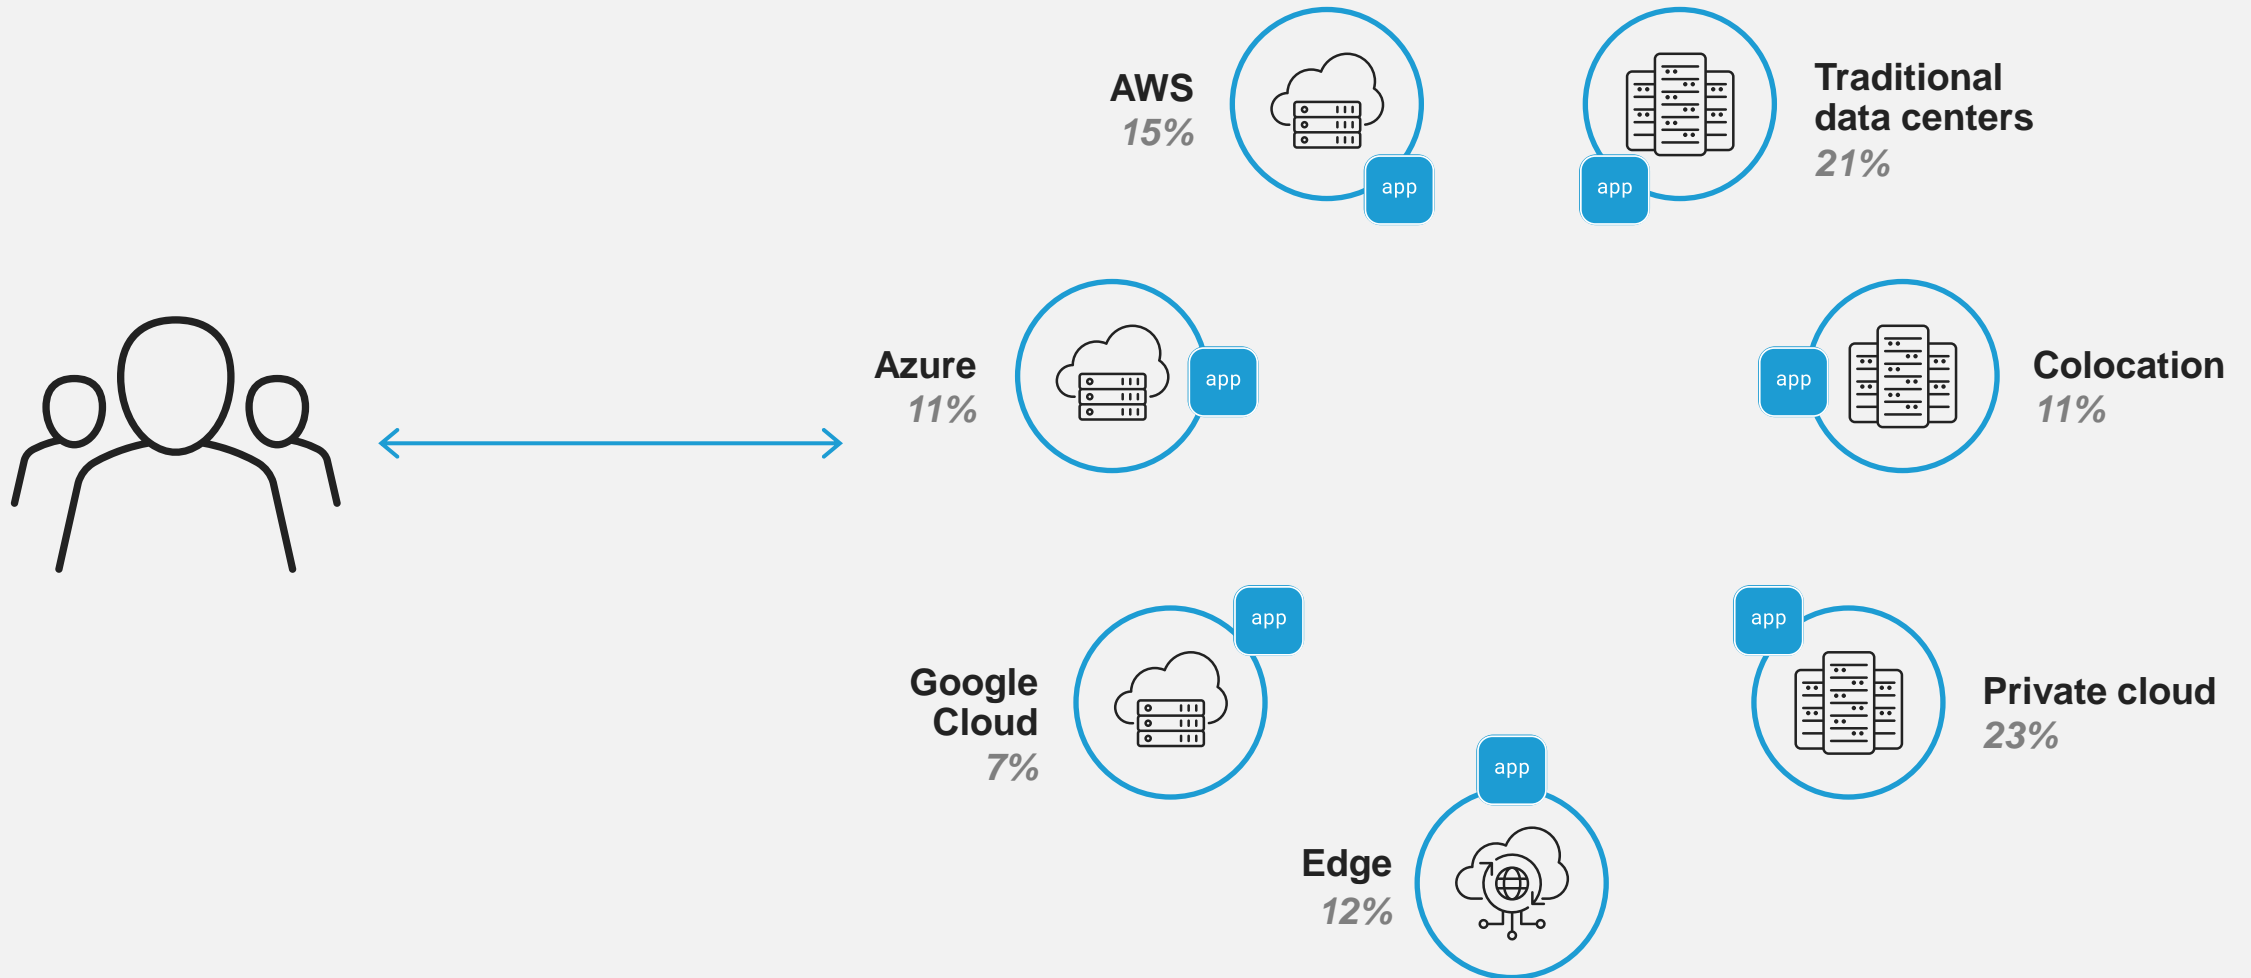 AWS
15%
app
Traditional
data centers
21%
app
Azure
11%
app
Colocation
11%
app
Google
Cloud
7%
app
Private cloud
23%
app
Edge
12%
app